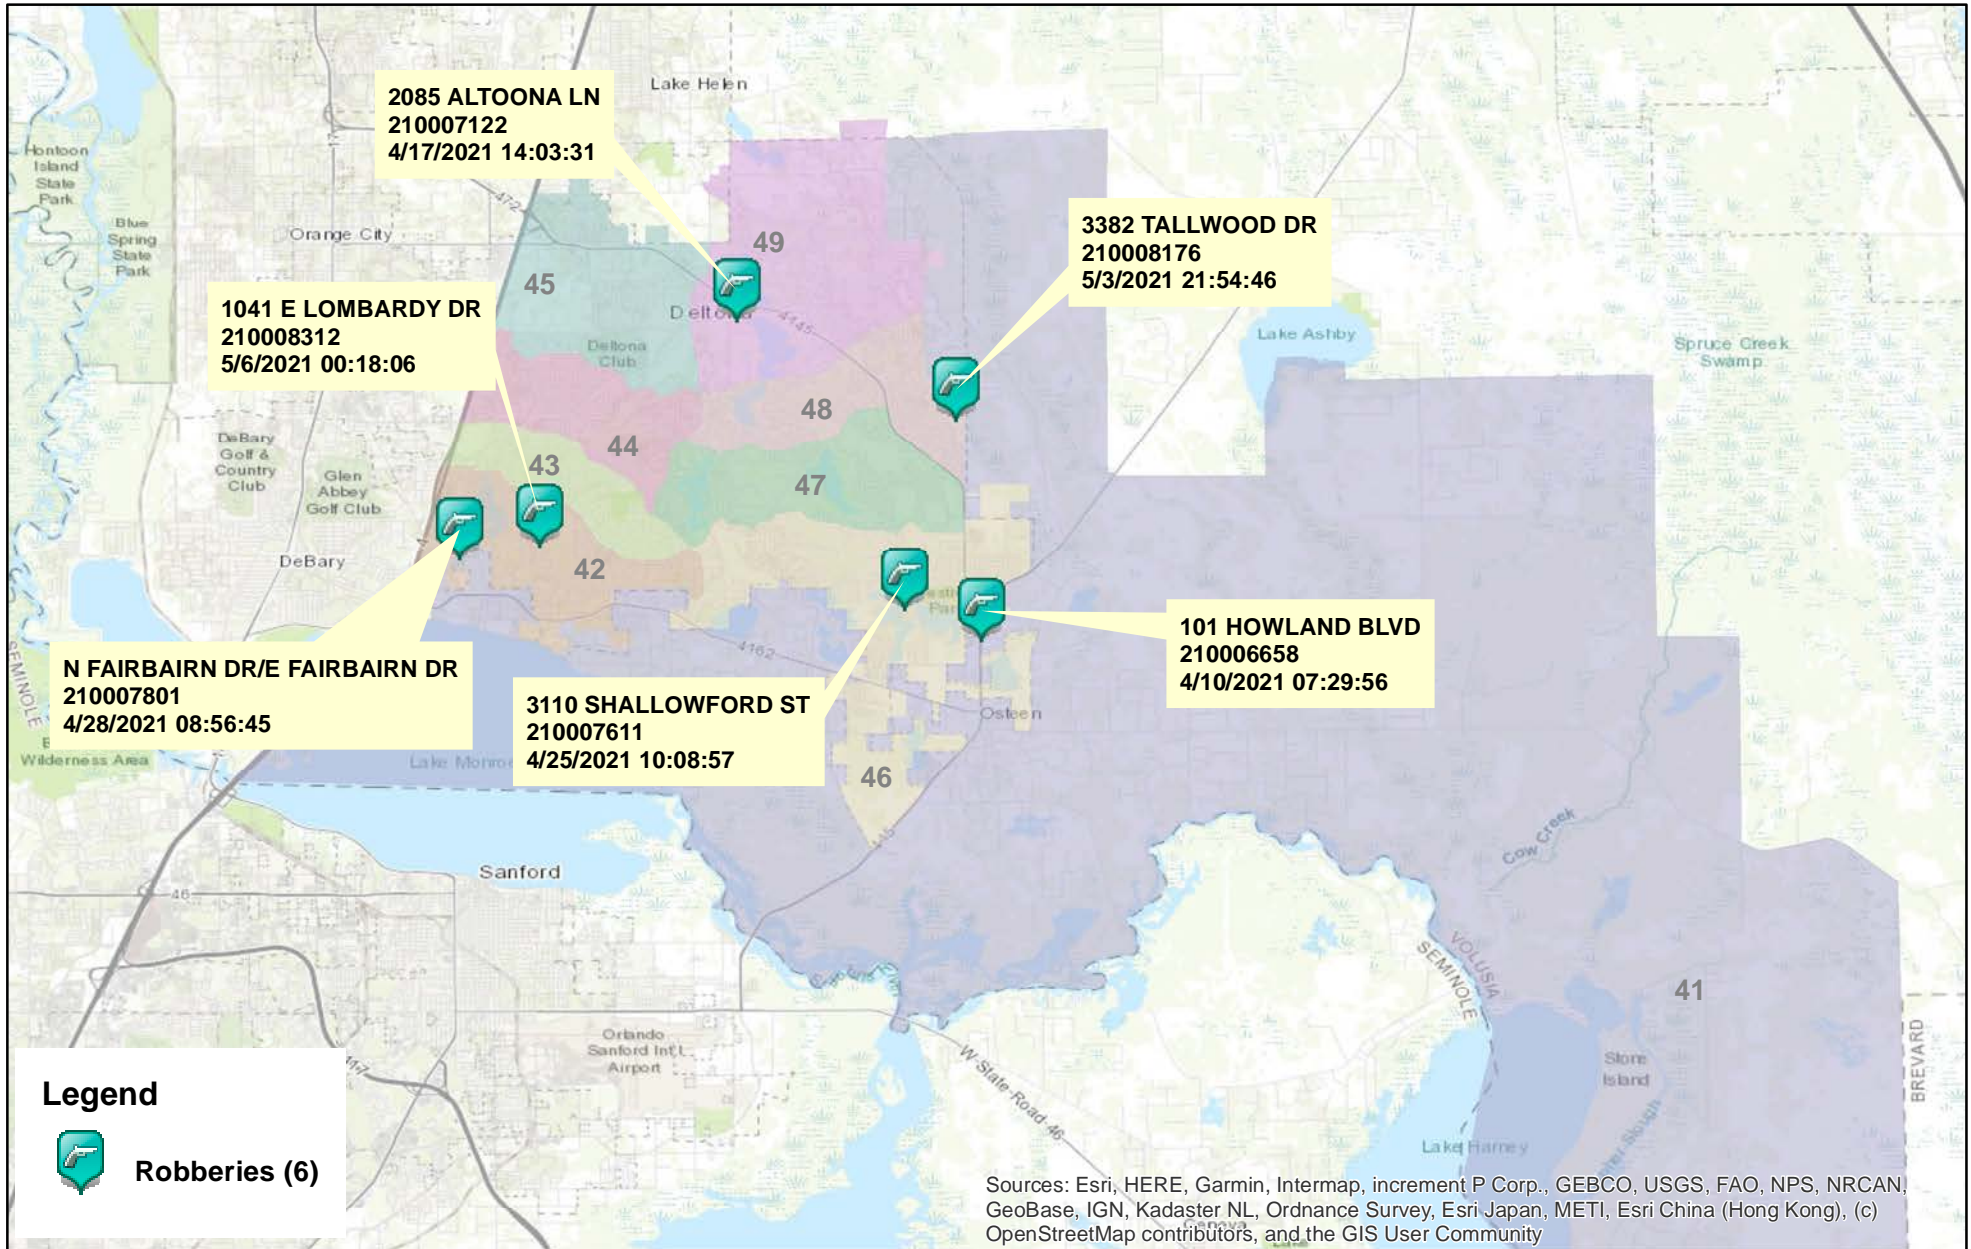 Lake Helen
2085 ALTOONA LN
210007122
4/17/2021 14:03:31
Hontoon
Island
State
Park
Blue
Spring
State
Park
Orange City
472
49
3382 TALLWOOD DR
210008176
5/3/2021 21:54:46
45
1041 E LOMBARDY DR
210008312
5/6/2021 00:18:06
4145
Deltona
Club
Lake Ashby
Spruce Creek
Swamp
48
44
43
47
DeBary
Golf &
Country
Club
Glen
Abbey
Golf Club
DeBary
42
4162
N FAIRBAIRN DR/E FAIRBAIRN DR
210007801
4/28/2021 08:56:45
3110 SHALLOWFORD ST
210007611
4/25/2021 10:08:57
101 HOWLAND BLVD
210006658
4/10/2021 07:29:56
Osteen
SEMINOLE
Wilderness Area
Lake Monroe
46
Sanford
46
Cow Creek
VOLUSIA
SEMINOLE
41
Orlando
Sanford Int'L
Airport
W State Road 46
Stone
Island
BREVARD
Lake Harney
Legend
Robberies (6)
Sources: Esri, HERE, Garmin, Intermap, increment P Corp., GEBCO, USGS, FAO, NPS, NRCAN,
GeoBase, IGN, Kadaster NL, Ordnance Survey, Esri Japan, METI, Esri China (Hong Kong), (c)
OpenStreetMap contributors, and the GIS User Community
Geneva